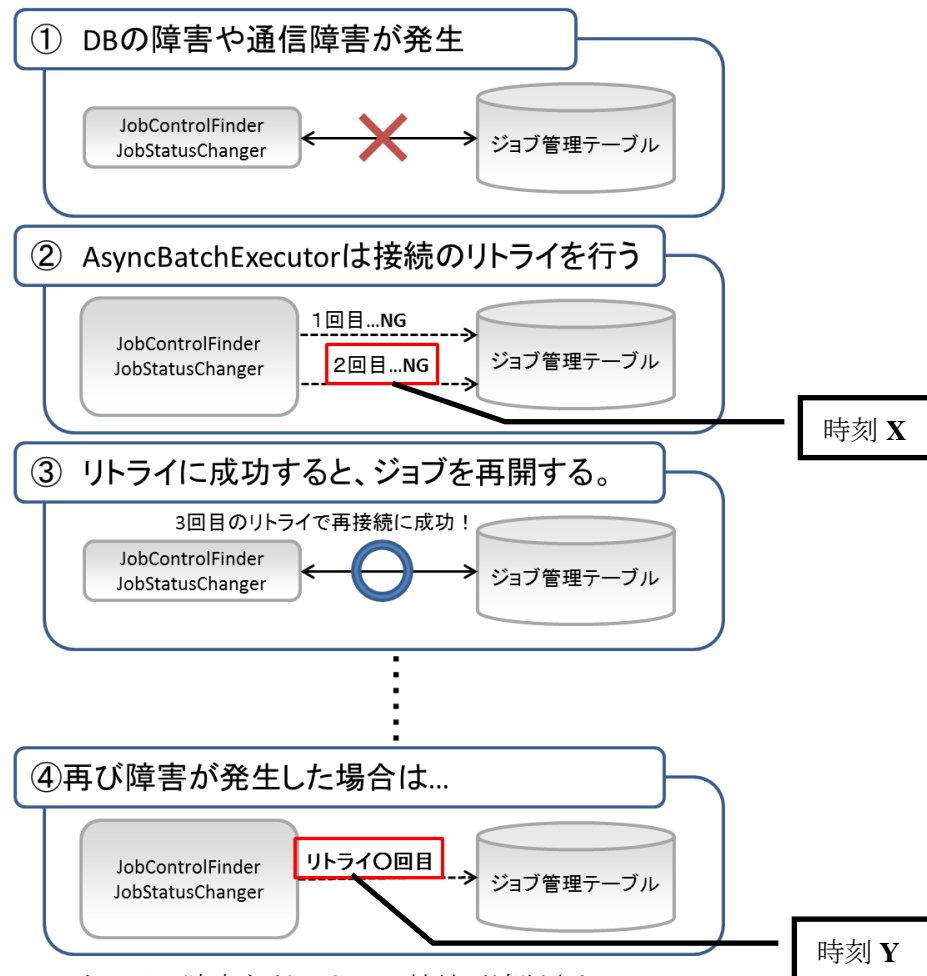 ① DBの障害や通信障害が発生
JobControlFinder
JobStatusChanger
ジョブ管理テーブル
② AsyncBatchExecutorは接続のリトライを行う
1回目...NG
JobControlFinder
JobStatusChanger
2回目...NG
ジョブ管理テーブル
時刻 X
③ リトライに成功すると、ジョブを再開する。
3回目のリトライで再接続に成功！
JobControlFinder
JobStatusChanger
ジョブ管理テーブル
④再び障害が発生した場合は...
リトライ〇回目
JobControlFinder
JobStatusChanger
ジョブ管理テーブル
時刻 Y